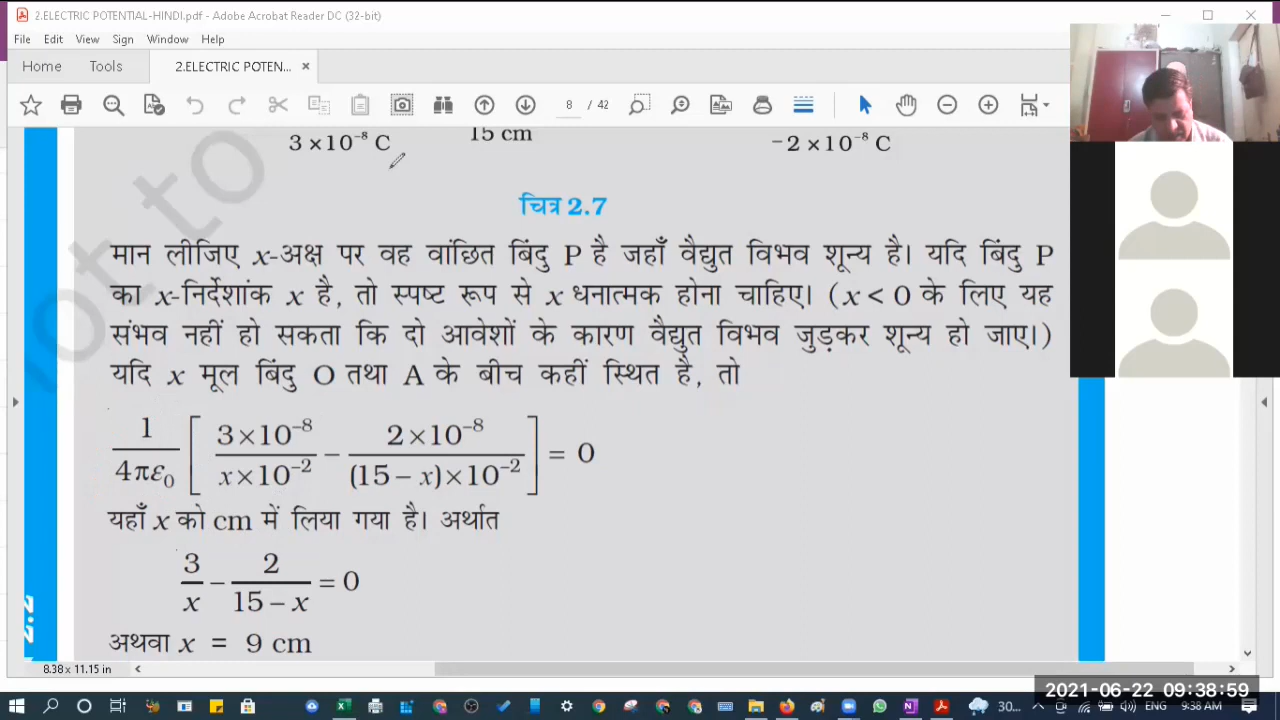 2.ELECTRIC POTENTIAL-HINDI.pdf - Adobe Acrobat Reader DC (32-bit)
File Edit View Sign Window Help
Home Tools 2.ELECTRIC POTEN... ×
8 / 42
3 ×10⁻⁸ C 15 cm −2 ×10⁻⁸ C
चित्र 2.7
मान लीजिए x-अक्ष पर वह वांछित बिंदु P है जहाँ वैद्युत विभव शून्य है। यदि बिंदु P
का x-निर्देशांक x है, तो स्पष्ट रूप से x धनात्मक होना चाहिए। (x < 0 के लिए यह
संभव नहीं हो सकता कि दो आवेशों के कारण वैद्युत विभव जुड़कर शून्य हो जाए।)
यदि x मूल बिंदु O तथा A के बीच कहीं स्थित है, तो
1/4πε₀ [ 3×10⁻⁸/x×10⁻² − 2×10⁻⁸/(15 − x)×10⁻² ] = 0
यहाँ x को cm में लिया गया है। अर्थात
3/x − 2/15 − x = 0
अथवा x = 9 cm
not to
2.2
8.38 x 11.15 in
2021-06-22 09:38:59
30... ENG 9:38 AM